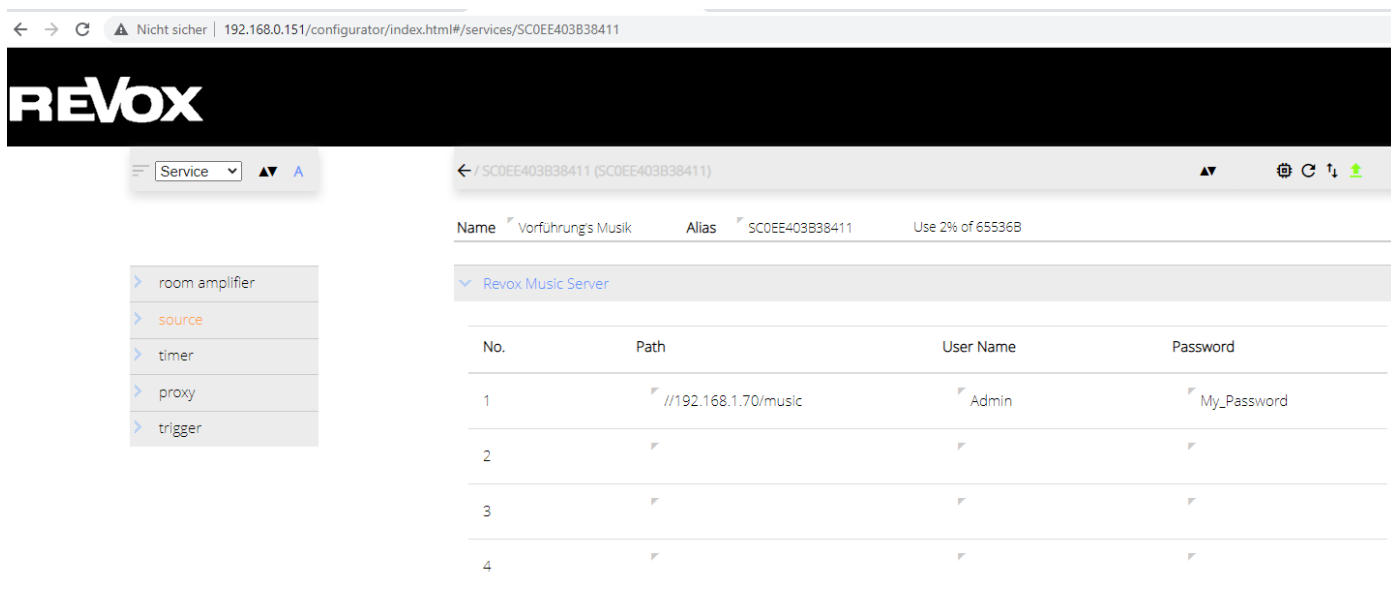 Nicht sicher | 192.168.0.151/configurator/index.html#/services/SC0EE403B38411
REVOX
Service A
/ SC0EE403B38411 (SC0EE403B38411)
Name Vorführung's Musik Alias SC0EE403B38411 Use 2% of 65536B
room amplifier
source
timer
proxy
trigger
Revox Music Server
No. Path User Name Password
1 //192.168.1.70/music Admin My_Password
2
3
4